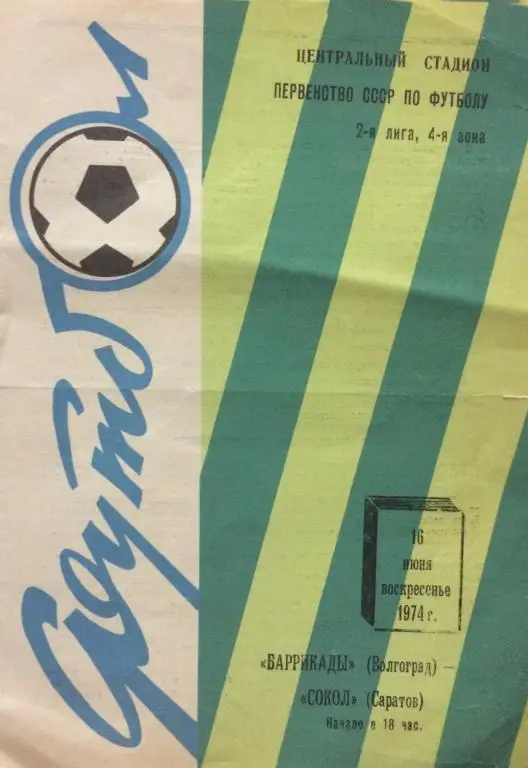 Футбол
ЦЕНТРАЛЬНЫЙ СТАДИОН
ПЕРВЕНСТВО СССР ПО ФУТБОЛУ
2-я лига, 4-я зона
16
июня
воскресенье
1974 г.
«БАРРИКАДЫ» (Волгоград) —
«СОКОЛ» (Саратов)
Начало в 18 час.